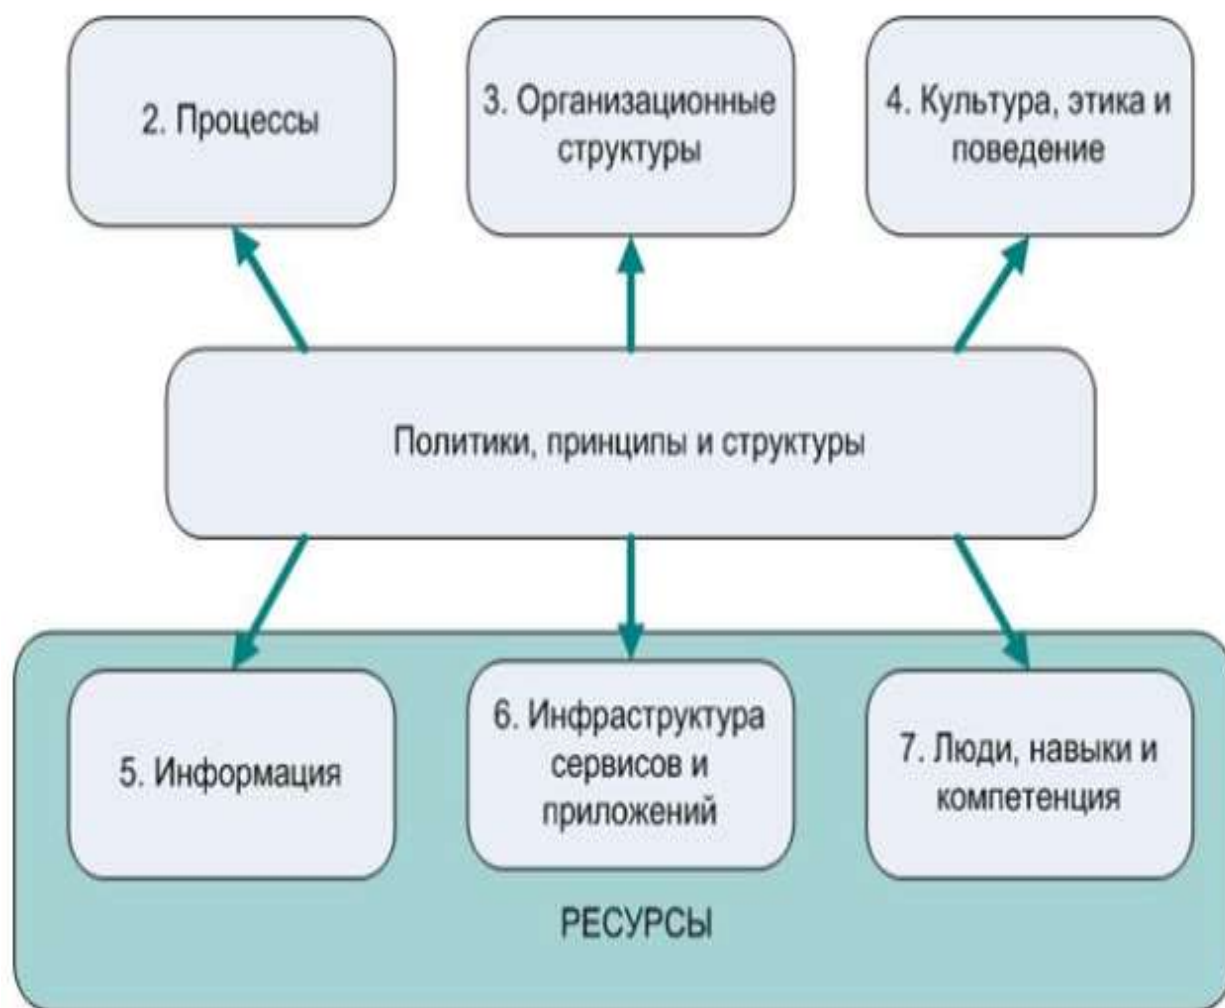 2. Процессы
3. Организационные
структуры
4. Культура, этика и
поведение
Политики, принципы и структуры
5. Информация
6. Инфраструктура
сервисов и
приложений
7. Люди, навыки и
компетенция
РЕСУРСЫ